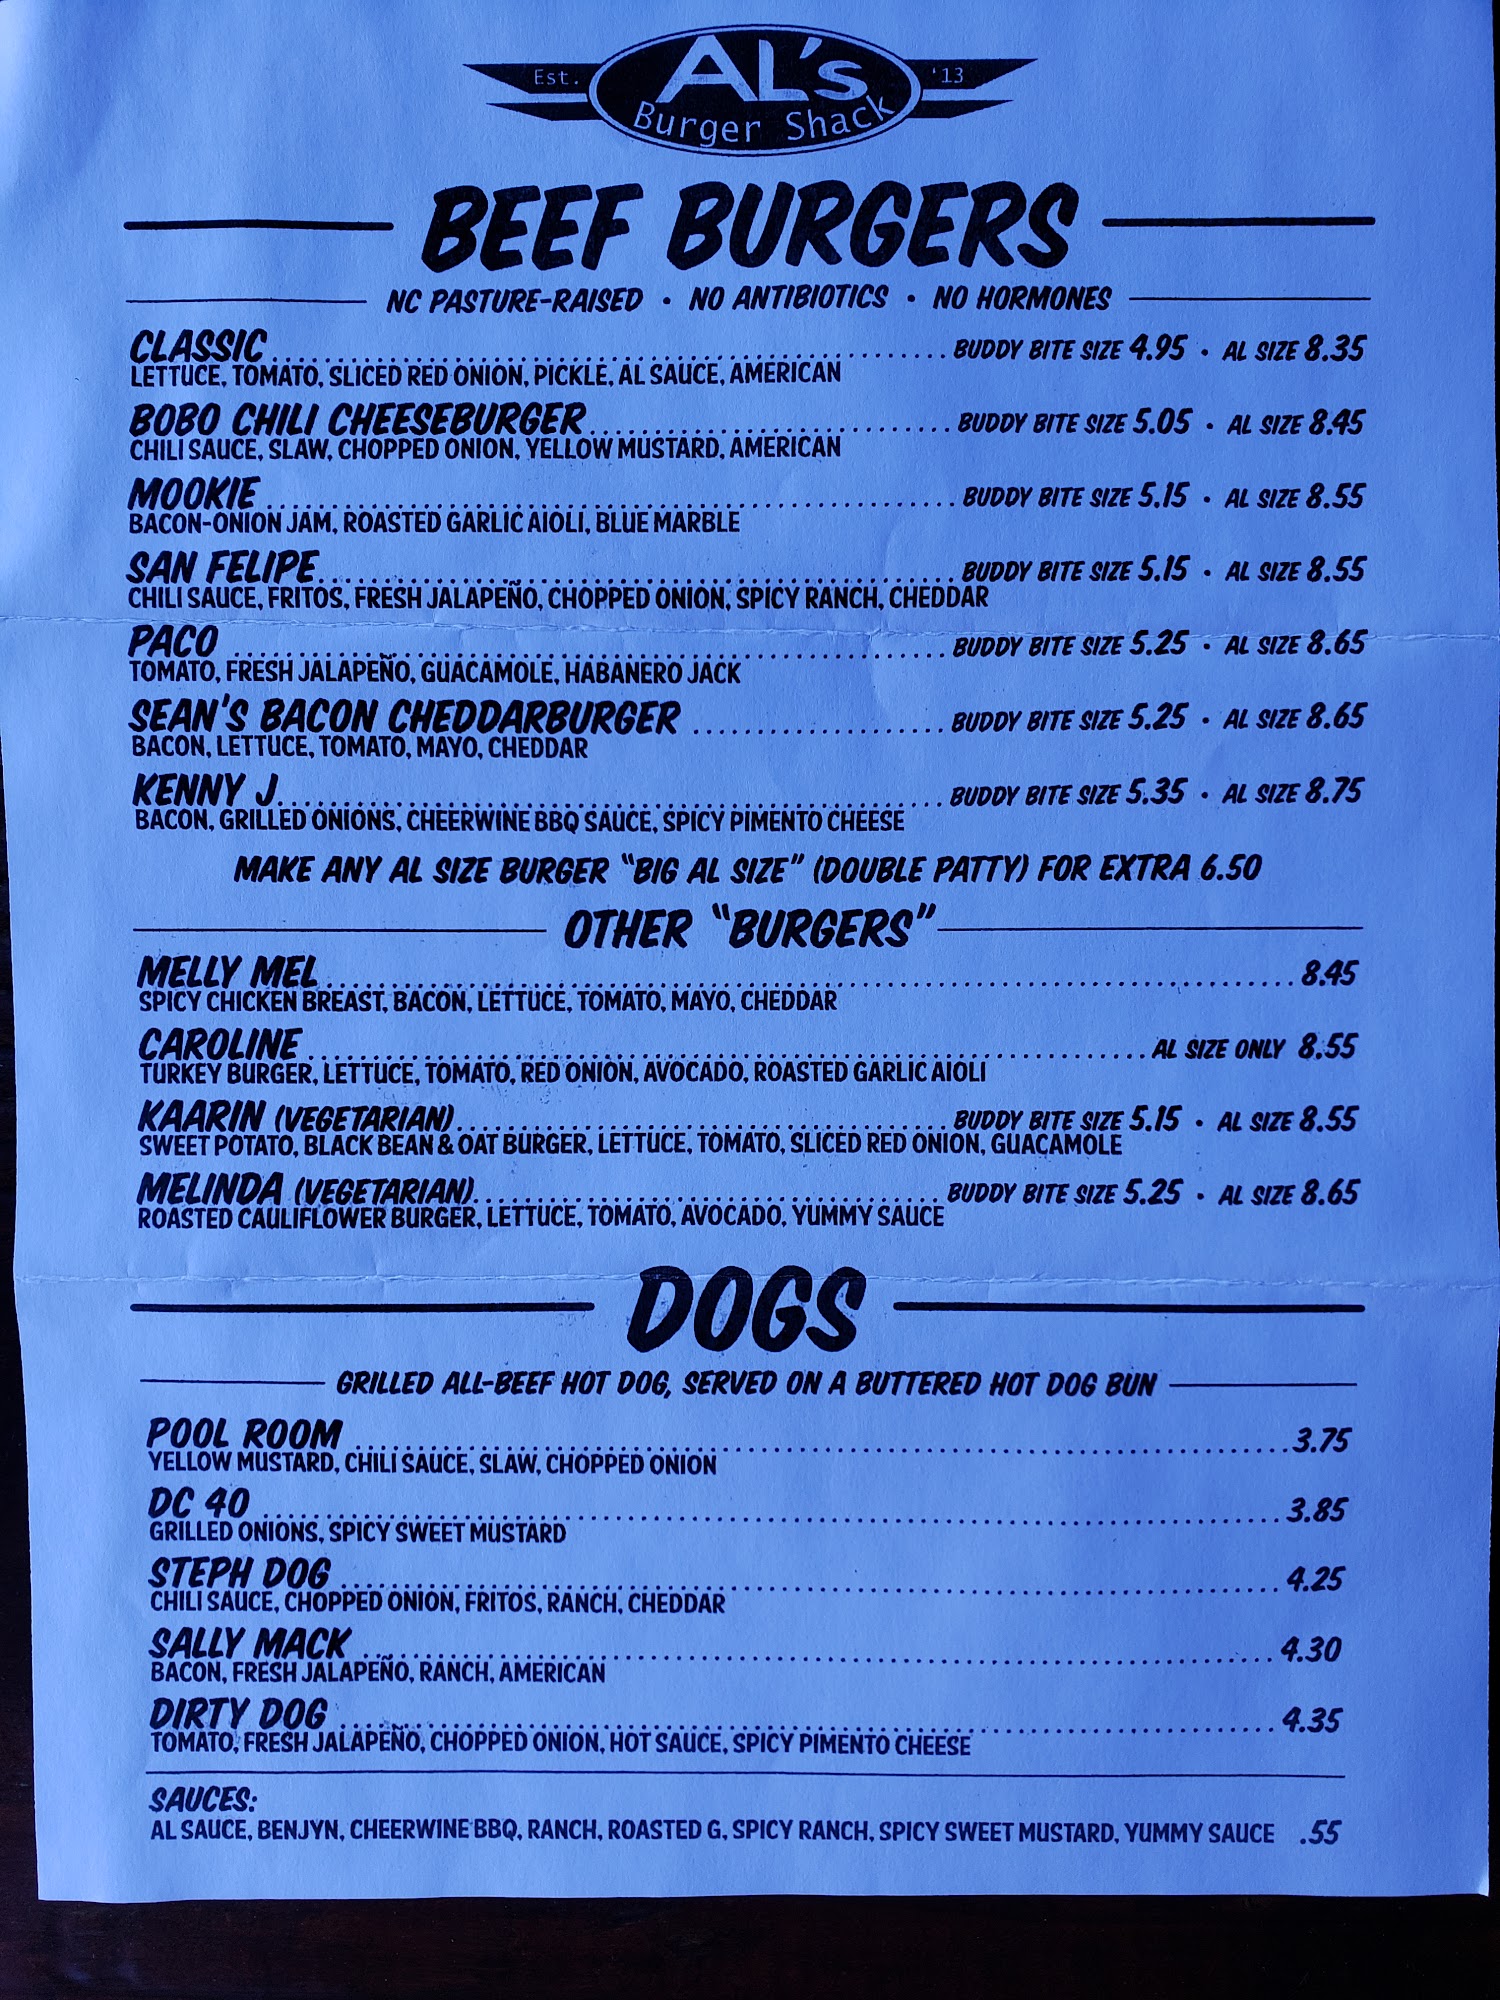 Est. AL's '13
Burger Shack
BEEF BURGERS
NC PASTURE-RAISED • NO ANTIBIOTICS • NO HORMONES
CLASSIC BUDDY BITE SIZE 4.95 • AL SIZE 8.35
LETTUCE, TOMATO, SLICED RED ONION, PICKLE, AL SAUCE, AMERICAN
BOBO CHILI CHEESEBURGER BUDDY BITE SIZE 5.05 • AL SIZE 8.45
CHILI SAUCE, SLAW, CHOPPED ONION, YELLOW MUSTARD, AMERICAN
MOOKIE BUDDY BITE SIZE 5.15 • AL SIZE 8.55
BACON-ONION JAM, ROASTED GARLIC AIOLI, BLUE MARBLE
SAN FELIPE BUDDY BITE SIZE 5.15 • AL SIZE 8.55
CHILI SAUCE, FRITOS, FRESH JALAPEÑO, CHOPPED ONION, SPICY RANCH, CHEDDAR
PACO BUDDY BITE SIZE 5.25 • AL SIZE 8.65
TOMATO, FRESH JALAPEÑO, GUACAMOLE, HABANERO JACK
SEAN'S BACON CHEDDARBURGER BUDDY BITE SIZE 5.25 • AL SIZE 8.65
BACON, LETTUCE, TOMATO, MAYO, CHEDDAR
KENNY J BUDDY BITE SIZE 5.35 • AL SIZE 8.75
BACON, GRILLED ONIONS, CHEERWINE BBQ SAUCE, SPICY PIMENTO CHEESE
MAKE ANY AL SIZE BURGER "BIG AL SIZE" (DOUBLE PATTY) FOR EXTRA 6.50
OTHER "BURGERS"
MELLY MEL 8.45
SPICY CHICKEN BREAST, BACON, LETTUCE, TOMATO, MAYO, CHEDDAR
CAROLINE AL SIZE ONLY 8.55
TURKEY BURGER, LETTUCE, TOMATO, RED ONION, AVOCADO, ROASTED GARLIC AIOLI
KAARIN (VEGETARIAN) BUDDY BITE SIZE 5.15 • AL SIZE 8.55
SWEET POTATO, BLACK BEAN & OAT BURGER, LETTUCE, TOMATO, SLICED RED ONION, GUACAMOLE
MELINDA (VEGETARIAN) BUDDY BITE SIZE 5.25 • AL SIZE 8.65
ROASTED CAULIFLOWER BURGER, LETTUCE, TOMATO, AVOCADO, YUMMY SAUCE
DOGS
GRILLED ALL-BEEF HOT DOG, SERVED ON A BUTTERED HOT DOG BUN
POOL ROOM 3.75
YELLOW MUSTARD, CHILI SAUCE, SLAW, CHOPPED ONION
DC 40 3.85
GRILLED ONIONS, SPICY SWEET MUSTARD
STEPH DOG 4.25
CHILI SAUCE, CHOPPED ONION, FRITOS, RANCH, CHEDDAR
SALLY MACK 4.30
BACON, FRESH JALAPEÑO, RANCH, AMERICAN
DIRTY DOG 4.35
TOMATO, FRESH JALAPEÑO, CHOPPED ONION, HOT SAUCE, SPICY PIMENTO CHEESE
SAUCES:
AL SAUCE, BENJYN, CHEERWINE BBQ, RANCH, ROASTED G, SPICY RANCH, SPICY SWEET MUSTARD, YUMMY SAUCE .55